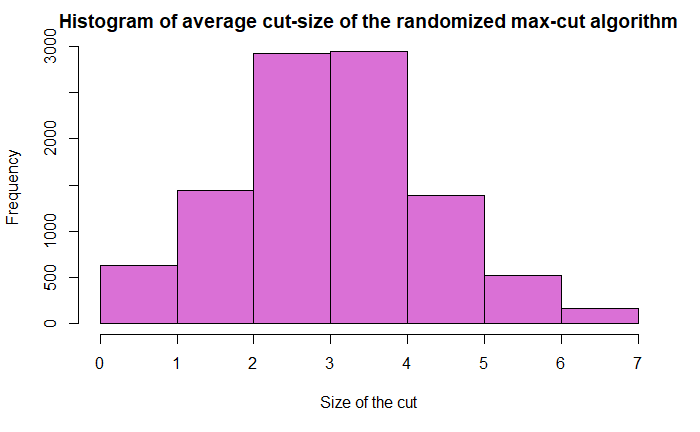 Histogram of average cut-size of the randomized max-cut algorithm
Frequency
3000
2000
1000
500
0
0 1 2 3 4 5 6 7
Size of the cut